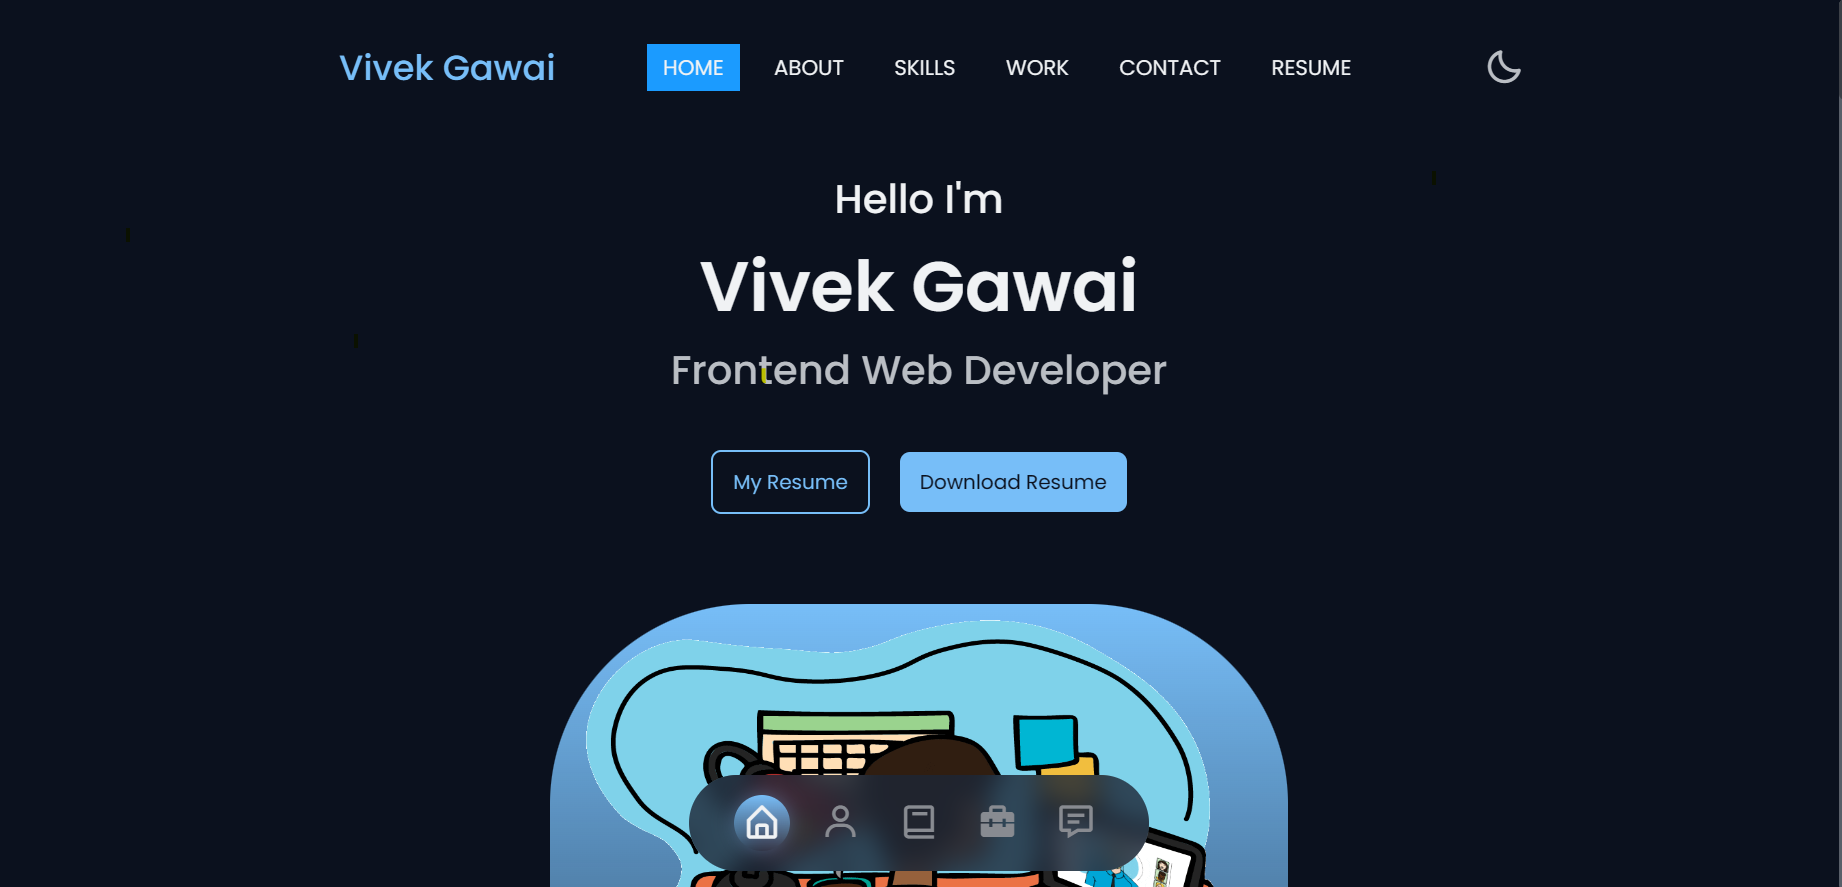 Vivek Gawai
HOME ABOUT SKILLS WORK CONTACT RESUME
Hello I'm
Vivek Gawai
Frontend Web Developer
My Resume Download Resume